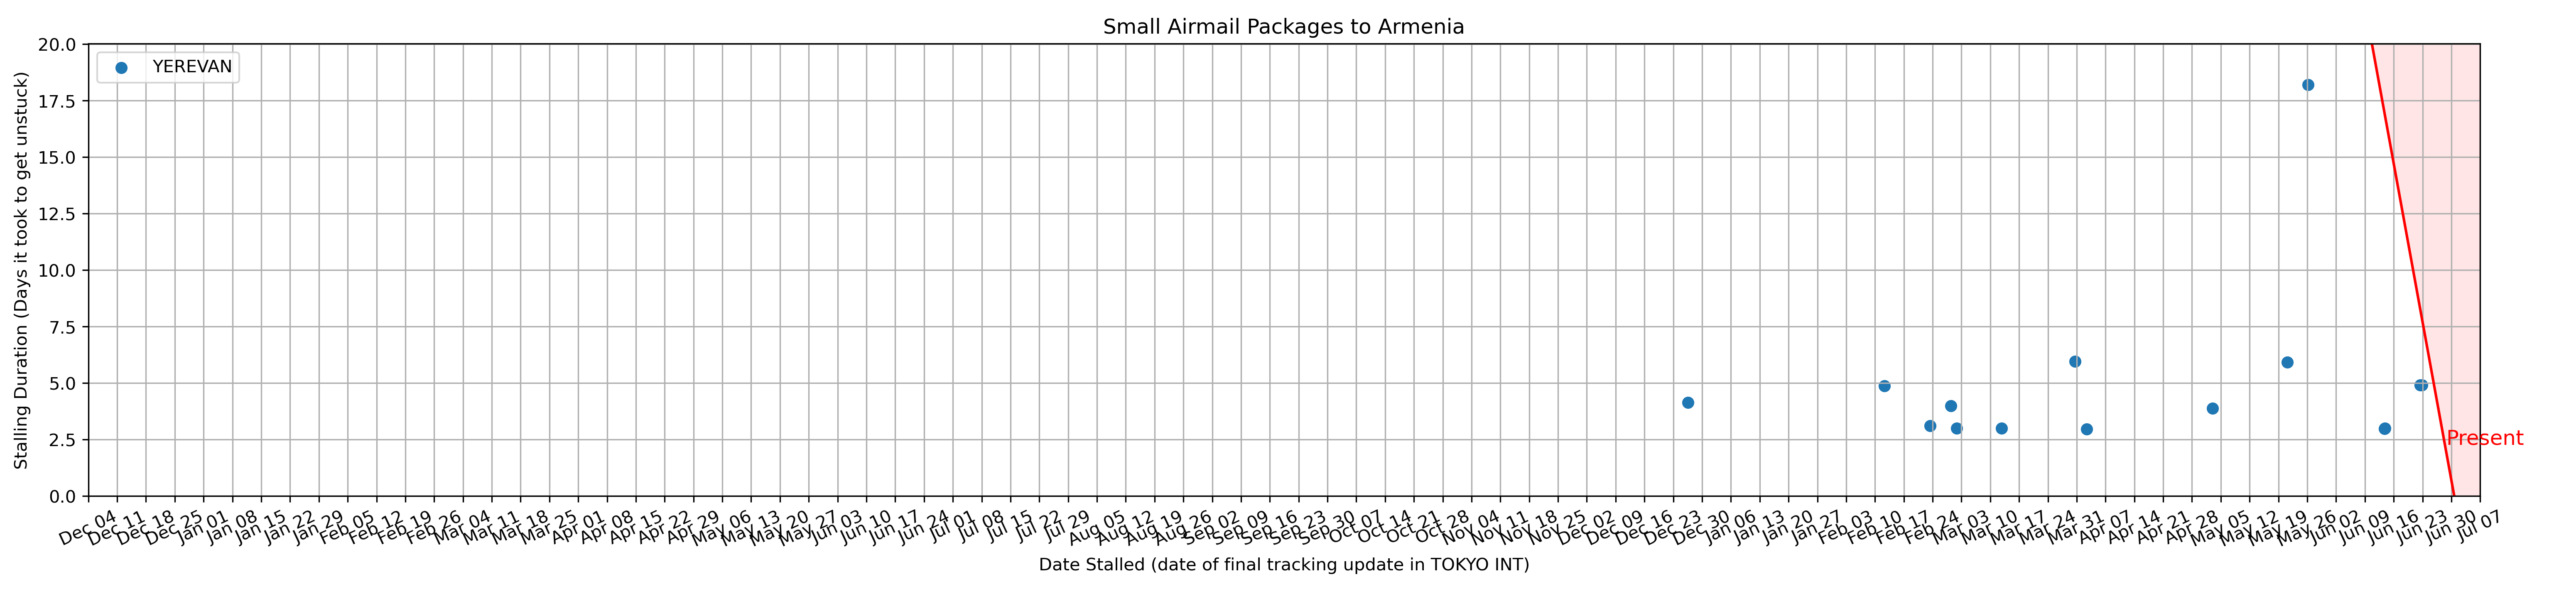 Small Airmail Packages to Armenia
YEREVAN
Stalling Duration (Days it took to get unstuck)
20.0
17.5
15.0
12.5
10.0
7.5
5.0
2.5
0.0
Present
Dec 04 Dec 11 Dec 18 Dec 25 Jan 01 Jan 08 Jan 15 Jan 22 Jan 29 Feb 05 Feb 12 Feb 19 Feb 26 Mar 04 Mar 11 Mar 18 Mar 25 Apr 01 Apr 08 Apr 15 Apr 22 Apr 29 May 06 May 13 May 20 May 27 Jun 03 Jun 10 Jun 17 Jun 24 Jul 01 Jul 08 Jul 15 Jul 22 Jul 29 Aug 05 Aug 12 Aug 19 Aug 26 Sep 02 Sep 09 Sep 16 Sep 23 Sep 30 Oct 07 Oct 14 Oct 21 Oct 28 Nov 04 Nov 11 Nov 18 Nov 25 Dec 02 Dec 09 Dec 16 Dec 23 Dec 30 Jan 06 Jan 13 Jan 20 Jan 27 Feb 03 Feb 10 Feb 17 Feb 24 Mar 03 Mar 10 Mar 17 Mar 24 Mar 31 Apr 07 Apr 14 Apr 21 Apr 28 May 05 May 12 May 19 May 26 Jun 02 Jun 09 Jun 16 Jun 23 Jun 30 Jul 07
Date Stalled (date of final tracking update in TOKYO INT)